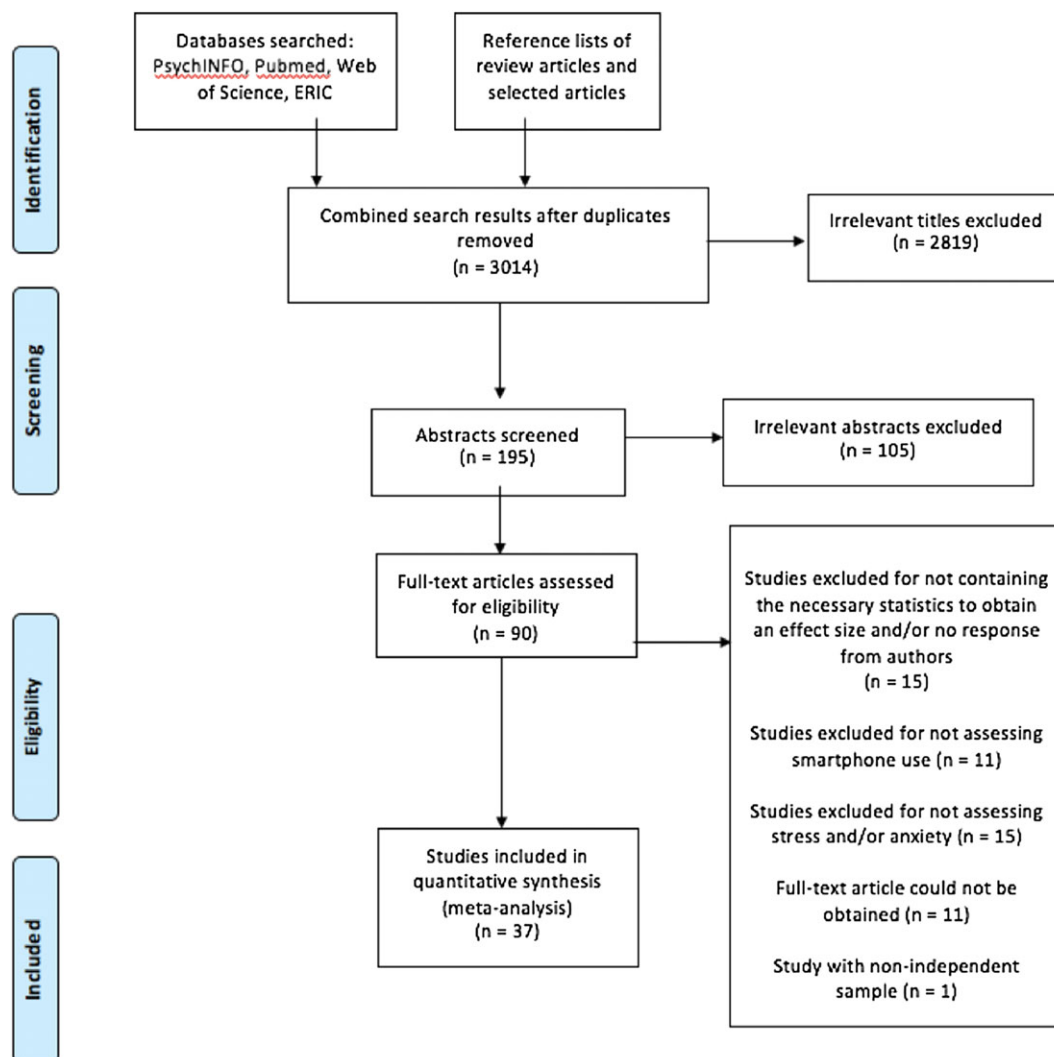 Identification
Databases searched:
PsychINFO, Pubmed, Web
of Science, ERIC
Reference lists of
review articles and
selected articles
Combined search results after duplicates
removed
(n = 3014)
Irrelevant titles excluded
(n = 2819)
Screening
Abstracts screened
(n = 195)
Irrelevant abstracts excluded
(n = 105)
Eligibility
Full-text articles assessed
for eligibility
(n = 90)
Studies excluded for not containing
the necessary statistics to obtain
an effect size and/or no response
from authors
(n = 15)
Studies excluded for not assessing
smartphone use (n = 11)
Studies excluded for not assessing
stress and/or anxiety (n = 15)
Full-text article could not be
obtained (n = 11)
Study with non-independent
sample (n = 1)
Included
Studies included in
quantitative synthesis
(meta-analysis)
(n = 37)